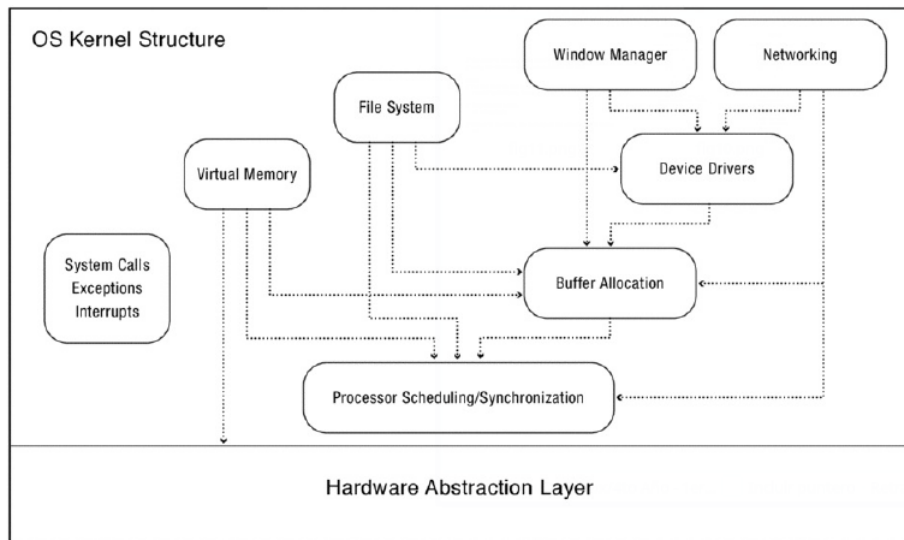 OS Kernel Structure
Window Manager
Networking
File System
Device Drivers
Virtual Memory
System Calls
Exceptions
Interrupts
Buffer Allocation
Processor Scheduling/Synchronization
Hardware Abstraction Layer